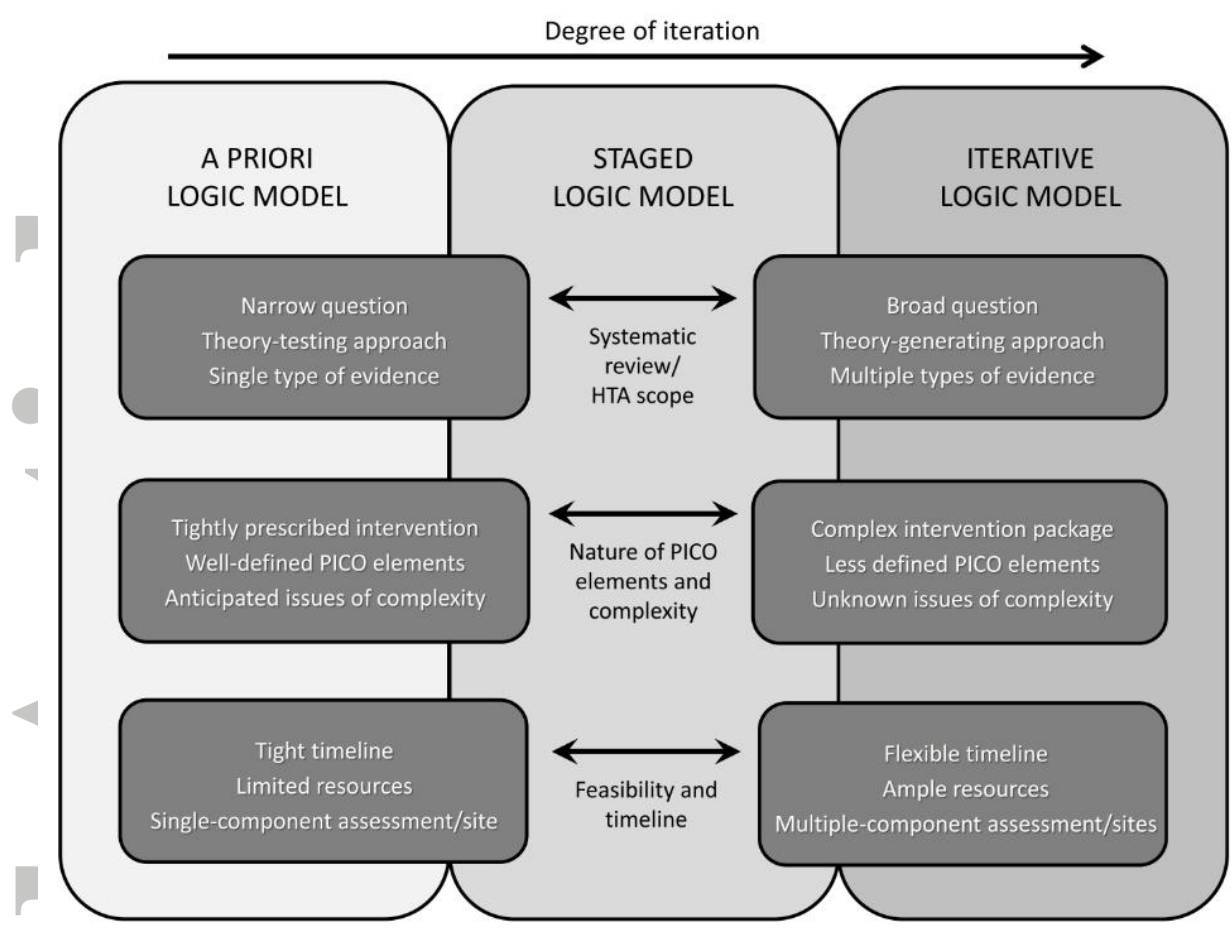 Degree of iteration
A PRIORI
LOGIC MODEL
STAGED
LOGIC MODEL
ITERATIVE
LOGIC MODEL
Narrow question
Theory-testing approach
Single type of evidence
Systematic
review/
HTA scope
Broad question
Theory-generating approach
Multiple types of evidence
Tightly prescribed intervention
Well-defined PICO elements
Anticipated issues of complexity
Nature of PICO
elements and
complexity
Complex intervention package
Less defined PICO elements
Unknown issues of complexity
Tight timeline
Limited resources
Single-component assessment/site
Feasibility and
timeline
Flexible timeline
Ample resources
Multiple-component assessment/sites